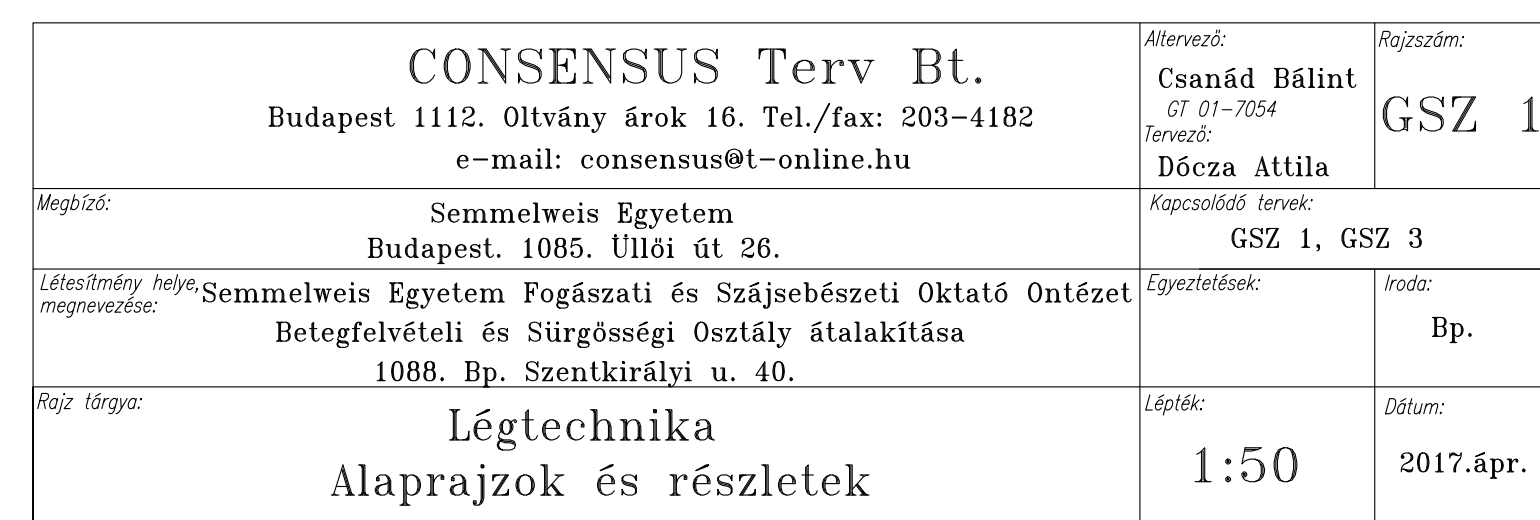 CONSENSUS Terv Bt.
Budapest 1112. Oltvány árok 16. Tel./fax: 203-4182
e-mail: consensus@t-online.hu
Altervező:
Csanád Bálint
GT 01-7054
Tervező:
Dócza Attila
Rajzszám:
GSZ 1
Megbízó:
Semmelweis Egyetem
Budapest. 1085. Üllöi út 26.
Kapcsolódó tervek:
GSZ 1, GSZ 3
Létesítmény helye,
megnevezése:
Semmelweis Egyetem Fogászati és Szájsebészeti Oktató Ontézet
Betegfelvételi és Sürgösségi Osztály átalakítása
1088. Bp. Szentkirályi u. 40.
Egyeztetések:
Iroda:
Bp.
Rajz tárgya:
Légtechnika
Alaprajzok és részletek
Lépték:
1:50
Dátum:
2017.ápr.